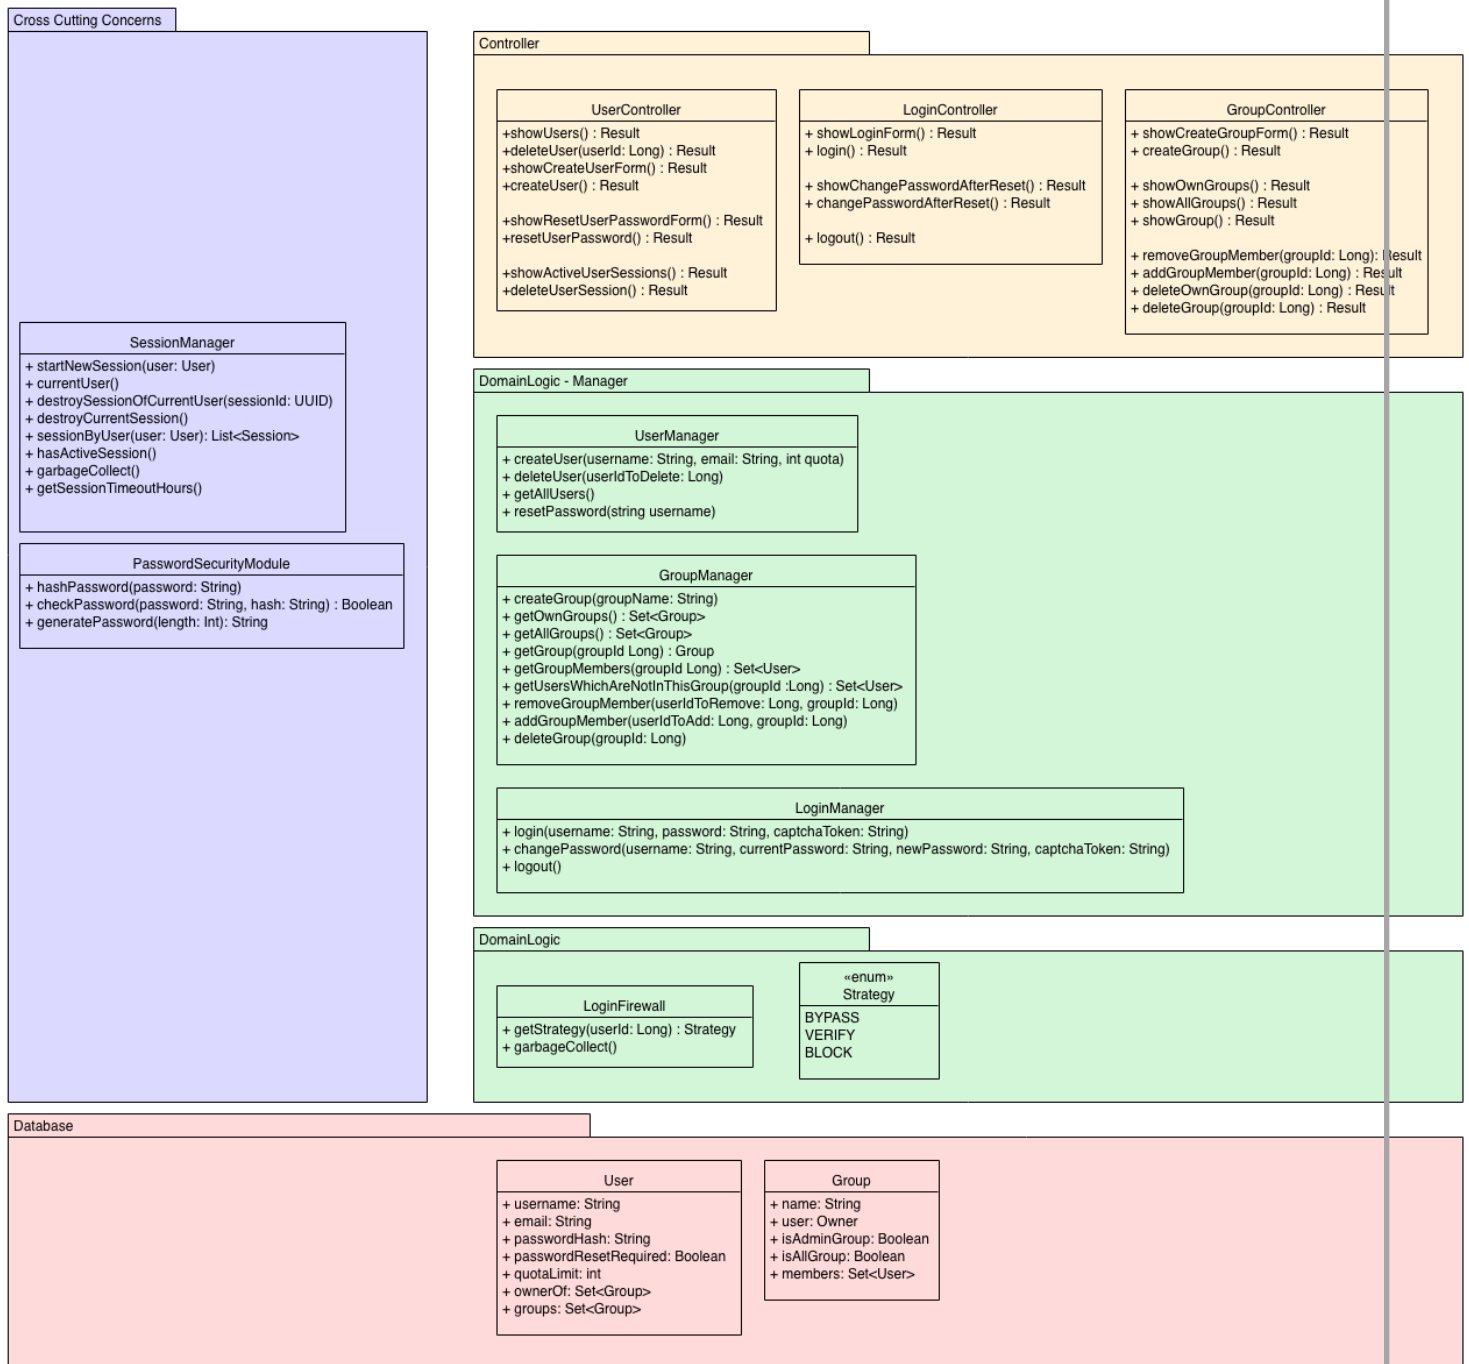 Cross Cutting Concerns
SessionManager
+ startNewSession(user: User)
+ currentUser()
+ destroySessionOfCurrentUser(sessionId: UUID)
+ destroyCurrentSession()
+ sessionByUser(user: User): List<Session>
+ hasActiveSession()
+ garbageCollect()
+ getSessionTimeoutHours()
PasswordSecurityModule
+ hashPassword(password: String)
+ checkPassword(password: String, hash: String) : Boolean
+ generatePassword(length: Int): String
Controller
UserController
+showUsers() : Result
+deleteUser(userId: Long) : Result
+showCreateUserForm() : Result
+createUser() : Result
+showResetUserPasswordForm() : Result
+resetUserPassword() : Result
+showActiveUserSessions() : Result
+deleteUserSession() : Result
LoginController
+ showLoginForm() : Result
+ login() : Result
+ showChangePasswordAfterReset() : Result
+ changePasswordAfterReset() : Result
+ logout() : Result
GroupController
+ showCreateGroupForm() : Result
+ createGroup() : Result
+ showOwnGroups() : Result
+ showAllGroups() : Result
+ showGroup() : Result
+ removeGroupMember(groupId: Long): Result
+ addGroupMember(groupId: Long) : Result
+ deleteOwnGroup(groupId: Long) : Result
+ deleteGroup(groupId: Long) : Result
DomainLogic - Manager
UserManager
+ createUser(username: String, email: String, int quota)
+ deleteUser(userIdToDelete: Long)
+ getAllUsers()
+ resetPassword(string username)
GroupManager
+ createGroup(groupName: String)
+ getOwnGroups() : Set<Group>
+ getAllGroups() : Set<Group>
+ getGroup(groupId Long) : Group
+ getGroupMembers(groupId Long) : Set<User>
+ getUsersWhichAreNotInThisGroup(groupId :Long) : Set<User>
+ removeGroupMember(userIdToRemove: Long, groupId: Long)
+ addGroupMember(userIdToAdd: Long, groupId: Long)
+ deleteGroup(groupId: Long)
LoginManager
+ login(username: String, password: String, captchaToken: String)
+ changePassword(username: String, currentPassword: String, newPassword: String, captchaToken: String)
+ logout()
DomainLogic
LoginFirewall
+ getStrategy(userId: Long) : Strategy
+ garbageCollect()
«enum»
Strategy
BYPASS
VERIFY
BLOCK
Database
User
+ username: String
+ email: String
+ passwordHash: String
+ passwordResetRequired: Boolean
+ quotaLimit: int
+ ownerOf: Set<Group>
+ groups: Set<Group>
Group
+ name: String
+ user: Owner
+ isAdminGroup: Boolean
+ isAllGroup: Boolean
+ members: Set<User>